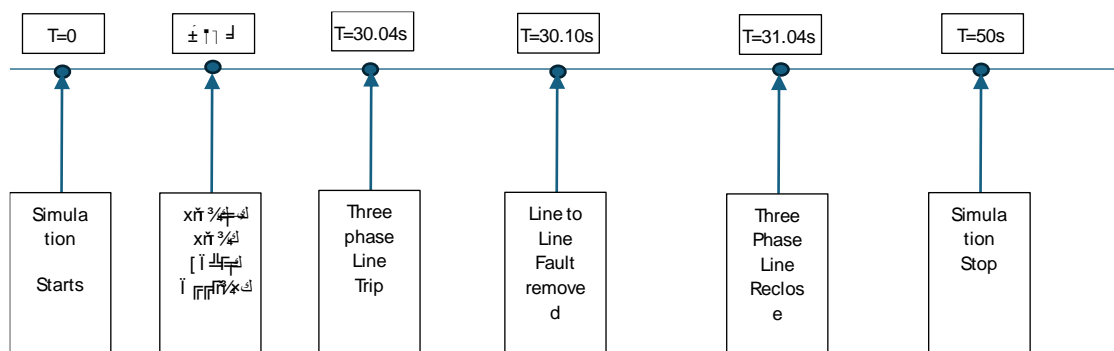 T=0
T=30.04s
T=30.10s
T=31.04s
T=50s
Simula
tion
Starts
Three
phase
Line
Trip
Line to
Line
Fault
remove
d
Three
Phase
Line
Reclos
e
Simula
tion
Stop